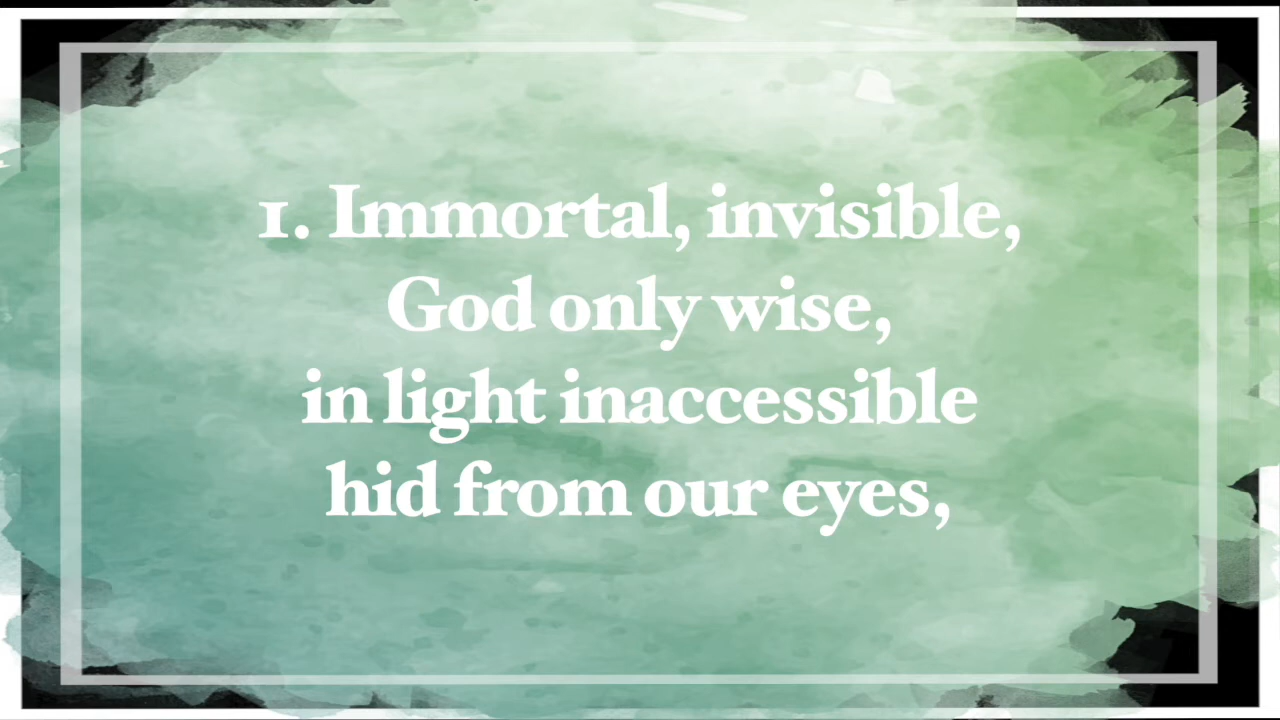 1. Immortal, invisible,
God only wise,
in light inaccessible
hid from our eyes,